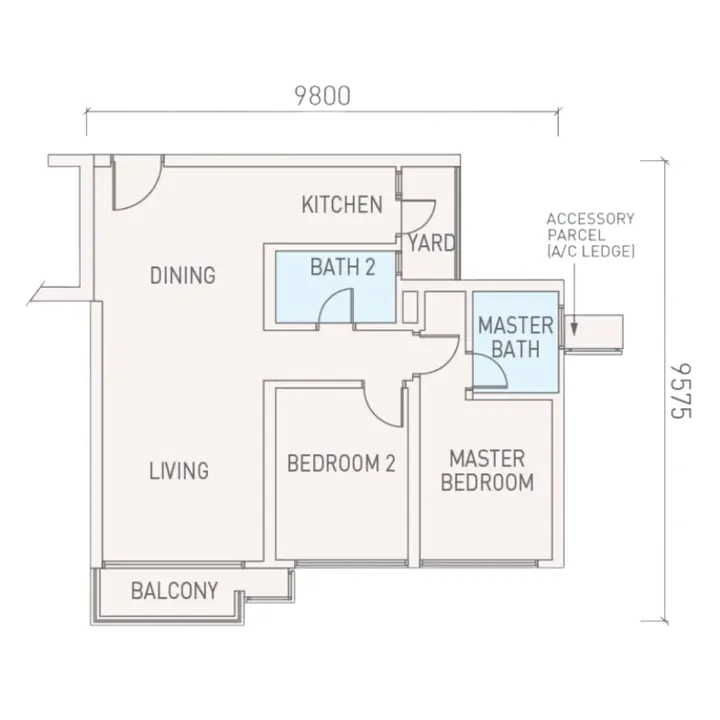 9800
ACCESSORY
PARCEL
(A/C LEDGE)
KITCHEN
YARD
DINING
BATH 2
MASTER
BATH
9575
LIVING
BEDROOM 2
MASTER
BEDROOM
BALCONY